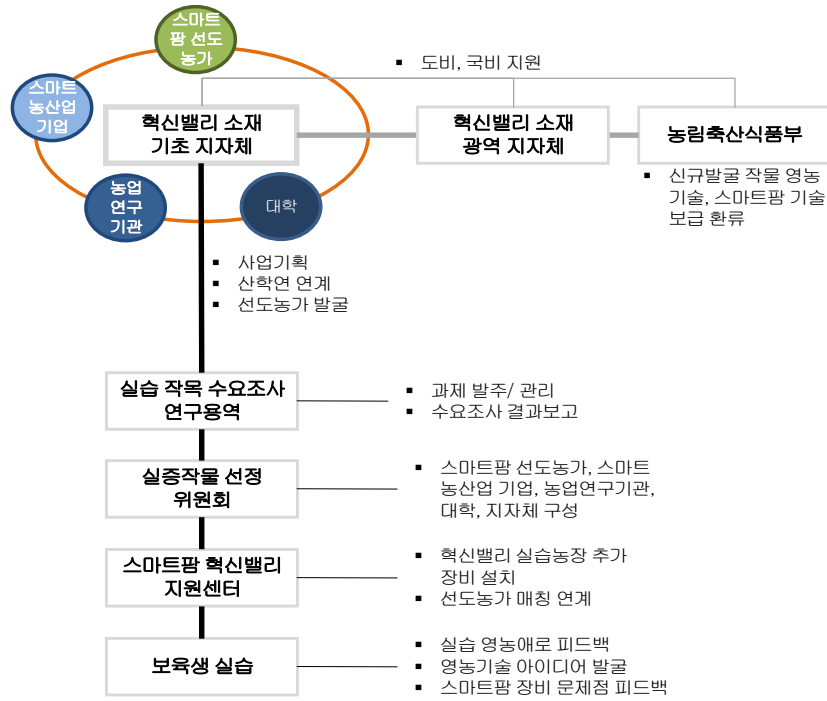 스마트
팜 선도
농가
스마트
농산업
기업
농업
연구
기관
대학
▪ 도비, 국비 지원
혁신밸리 소재
기초 지자체
혁신밸리 소재
광역 지자체
농림축산식품부
▪ 신규발굴 작물 영농
기술, 스마트팜 기술
보급 환류
▪ 사업기획
▪ 산학연 연계
▪ 선도농가 발굴
실습 작목 수요조사
연구용역
▪ 과제 발주/ 관리
▪ 수요조사 결과보고
실증작물 선정
위원회
▪ 스마트팜 선도농가, 스마트
농산업 기업, 농업연구기관,
대학, 지자체 구성
스마트팜 혁신밸리
지원센터
▪ 혁신밸리 실습농장 추가
장비 설치
▪ 선도농가 매칭 연계
보육생 실습
▪ 실습 영농애로 피드백
▪ 영농기술 아이디어 발굴
▪ 스마트팜 장비 문제점 피드백